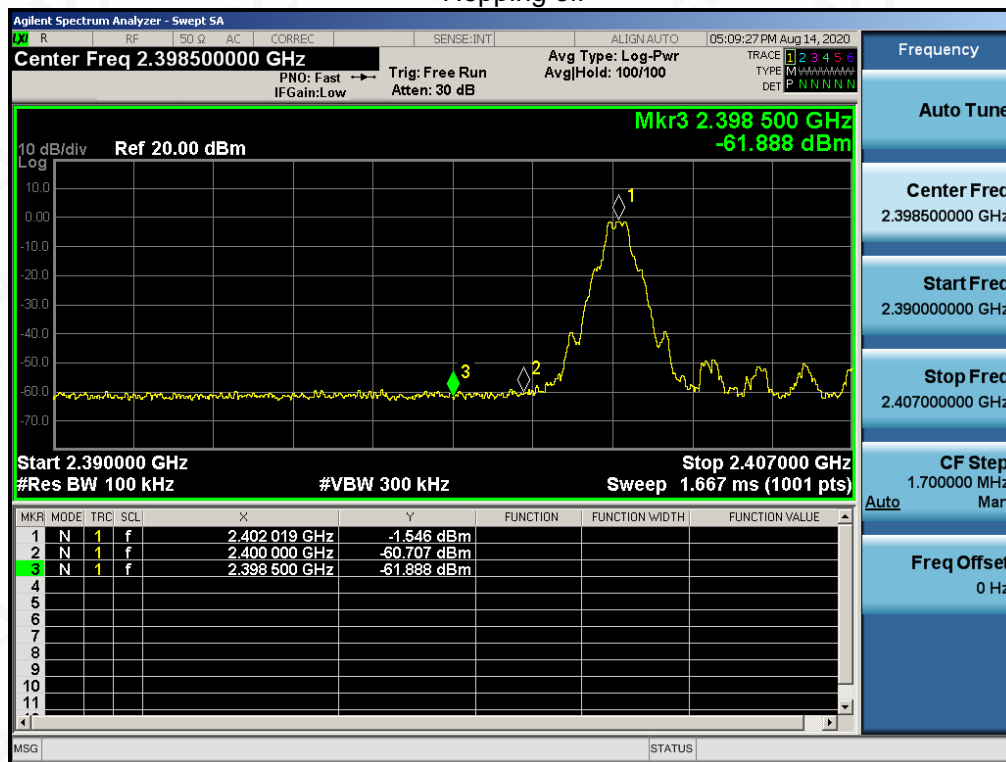 Agilent Spectrum Analyzer - Swept SA
LXI R RF 50 Ω AC CORREC SENSE:INT ALIGN AUTO 05:09:27 PM Aug 14, 2020
Center Freq 2.398500000 GHz
PNO: Fast
IFGain:Low
Trig: Free Run
Atten: 30 dB
Avg Type: Log-Pwr
Avg|Hold: 100/100
TRACE 1 2 3 4 5 6
TYPE M
DET P N N N N N
Mkr3 2.398 500 GHz
-61.888 dBm
10 dB/div Ref 20.00 dBm
Log
10.0
0.00
-10.0
-20.0
-30.0
-40.0
-50.0
-60.0
-70.0
1
2
3
Start 2.390000 GHz Stop 2.407000 GHz
#Res BW 100 kHz #VBW 300 kHz Sweep 1.667 ms (1001 pts)
MKR MODE TRC SCL X Y FUNCTION FUNCTION WIDTH FUNCTION VALUE
1 N 1 f 2.402 019 GHz -1.546 dBm
2 N 1 f 2.400 000 GHz -60.707 dBm
3 N 1 f 2.398 500 GHz -61.888 dBm
4
5
6
7
8
9
10
11
MSG STATUS
Frequency
Auto Tune
Center Freq
2.398500000 GHz
Start Freq
2.390000000 GHz
Stop Freq
2.407000000 GHz
CF Step
1.700000 MHz
Auto Man
Freq Offset
0 Hz